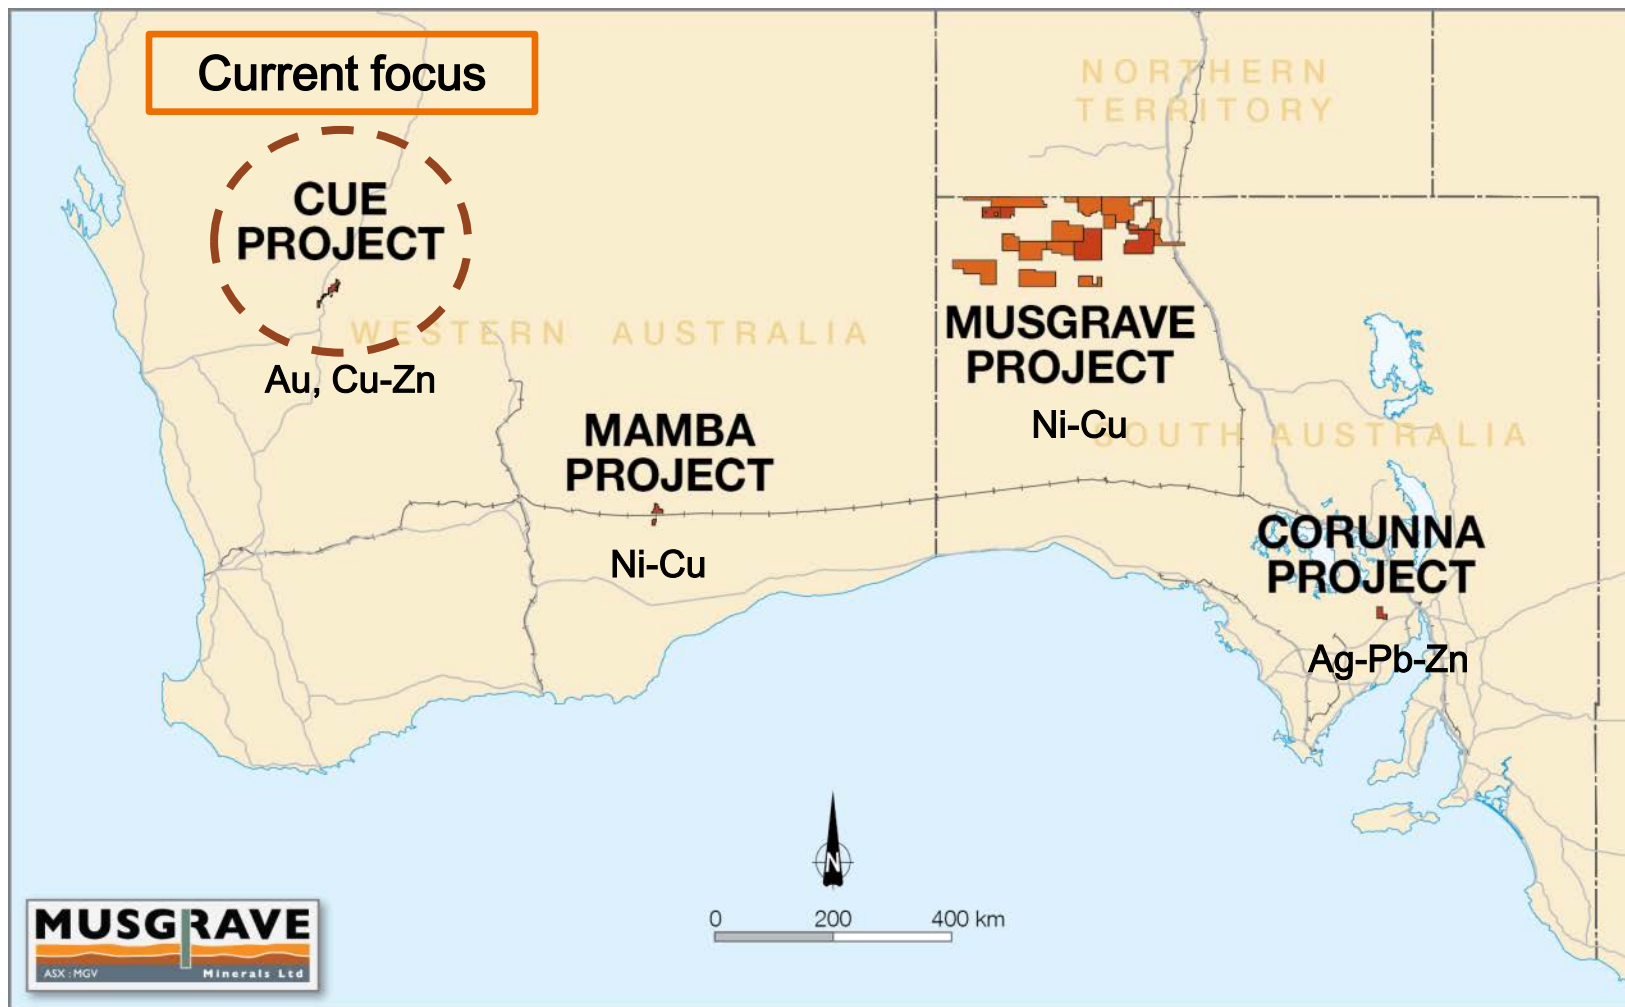 Current focus
NORTHERN
TERRITORY
CUE
PROJECT
WESTERN AUSTRALIA
Au, Cu-Zn
MUSGRAVE
PROJECT
Ni-Cu
SOUTH AUSTRALIA
MAMBA
PROJECT
Ni-Cu
CORUNNA
PROJECT
Ag-Pb-Zn
N
0 200 400 km
MUSGRAVE
ASX : MGV Minerals Ltd